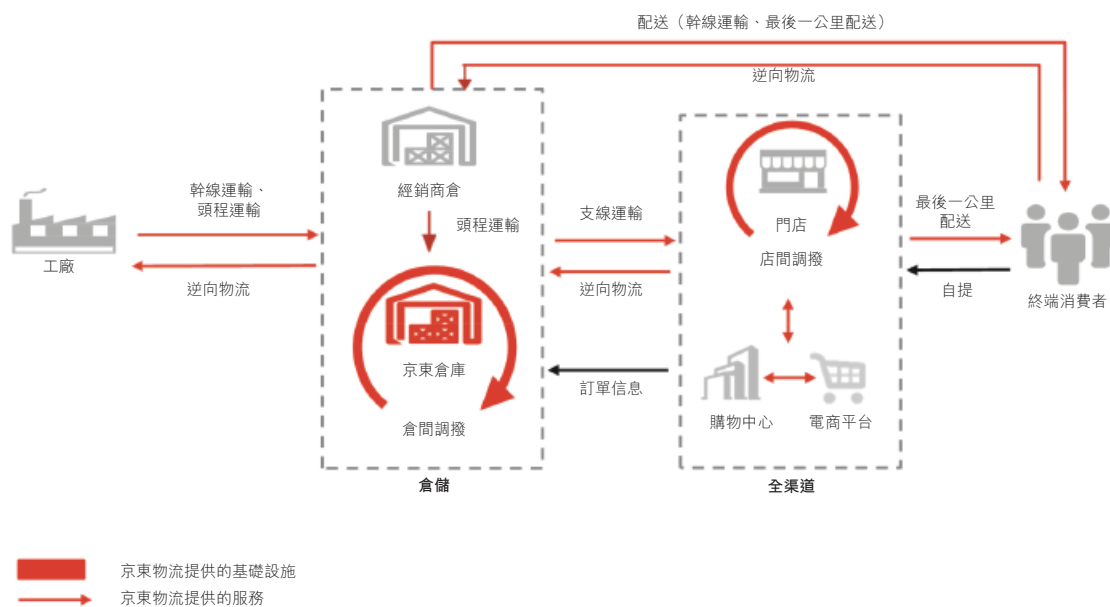 配送（幹線運輸、最後一公里配送）
逆向物流
經銷商倉
幹線運輸、
頭程運輸
頭程運輸
支線運輸
門店
店間調撥
最後一公里
配送
工廠
逆向物流
逆向物流
自提
終端消費者
京東倉庫
倉間調撥
訂單信息
購物中心
電商平台
倉儲
全渠道
京東物流提供的基礎設施
京東物流提供的服務